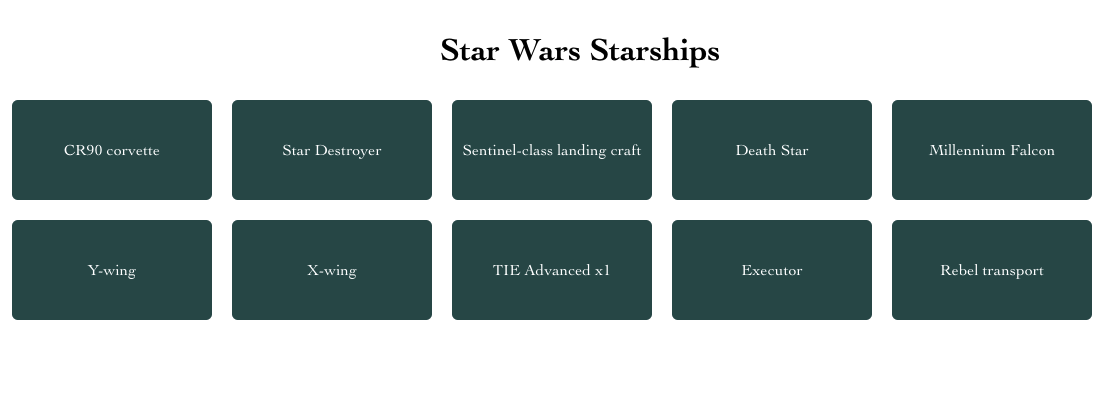 Star Wars Starships
CR90 corvette
Star Destroyer
Sentinel-class landing craft
Death Star
Millennium Falcon
Y-wing
X-wing
TIE Advanced x1
Executor
Rebel transport